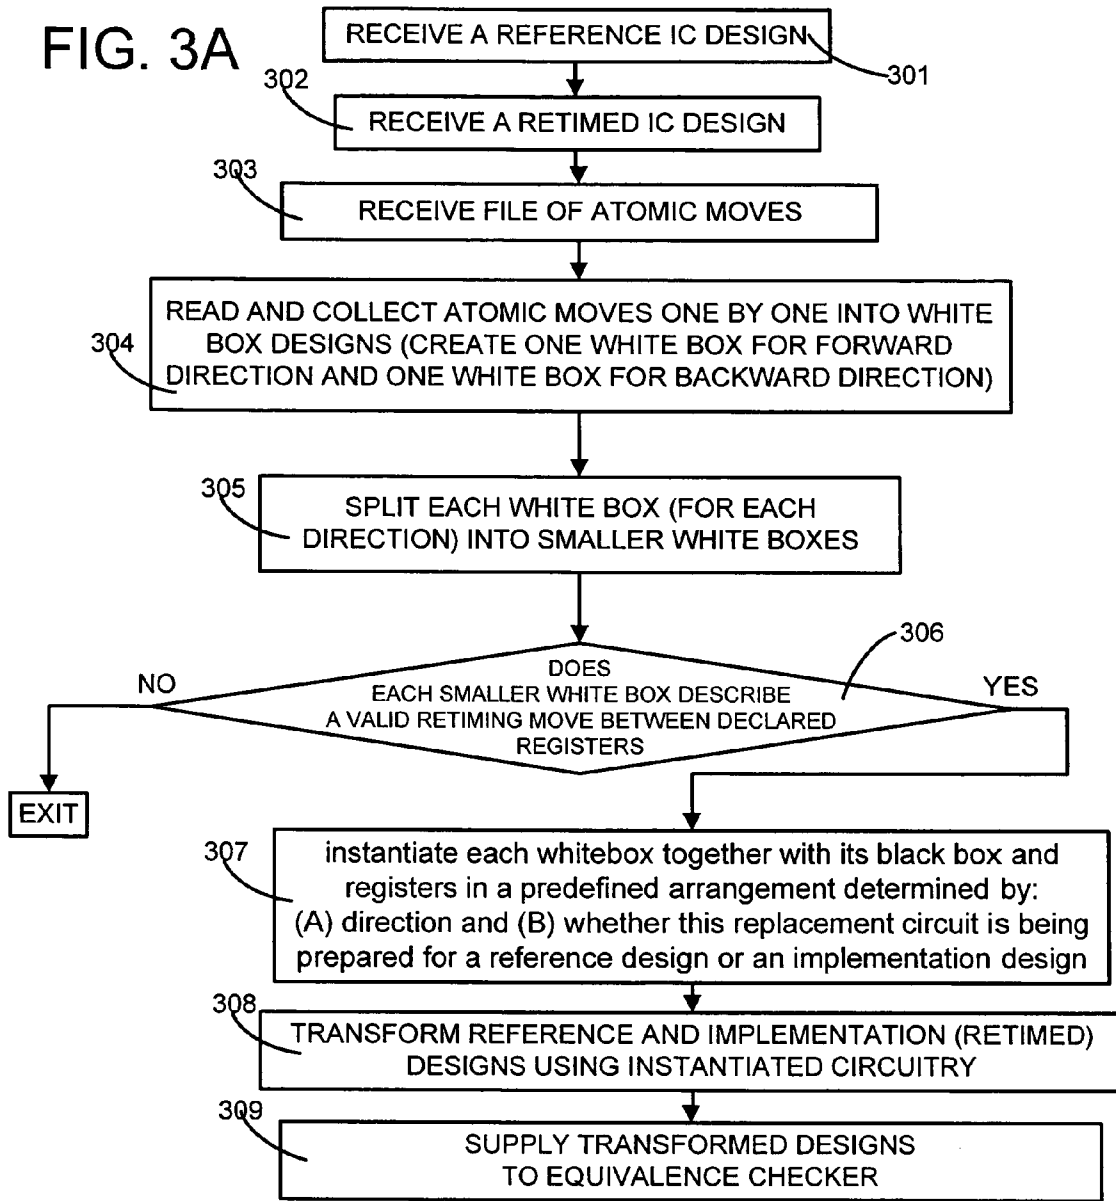 FIG. 3A
RECEIVE A REFERENCE IC DESIGN
301
302
RECEIVE A RETIMED IC DESIGN
303
RECEIVE FILE OF ATOMIC MOVES
304
READ AND COLLECT ATOMIC MOVES ONE BY ONE INTO WHITE
BOX DESIGNS (CREATE ONE WHITE BOX FOR FORWARD
DIRECTION AND ONE WHITE BOX FOR BACKWARD DIRECTION)
305
SPLIT EACH WHITE BOX (FOR EACH
DIRECTION) INTO SMALLER WHITE BOXES
306
DOES
EACH SMALLER WHITE BOX DESCRIBE
A VALID RETIMING MOVE BETWEEN DECLARED
REGISTERS
NO
YES
EXIT
307
instantiate each whitebox together with its black box and
registers in a predefined arrangement determined by:
(A) direction and (B) whether this replacement circuit is being
prepared for a reference design or an implementation design
308
TRANSFORM REFERENCE AND IMPLEMENTATION (RETIMED)
DESIGNS USING INSTANTIATED CIRCUITRY
309
SUPPLY TRANSFORMED DESIGNS
TO EQUIVALENCE CHECKER